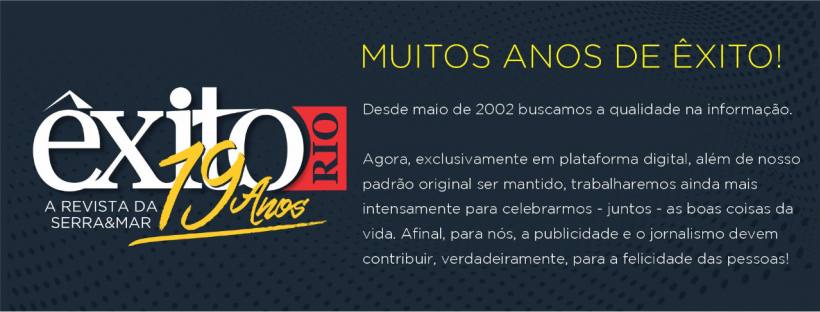 êxito
RIO
19 Anos
A REVISTA DA
SERRA&MAR
MUITOS ANOS DE ÊXITO!
Desde maio de 2002 buscamos a qualidade na informação.
Agora, exclusivamente em plataforma digital, além de nosso
padrão original ser mantido, trabalharemos ainda mais
intensamente para celebrarmos - juntos - as boas coisas da
vida. Afinal, para nós, a publicidade e o jornalismo devem
contribuir, verdadeiramente, para a felicidade das pessoas!